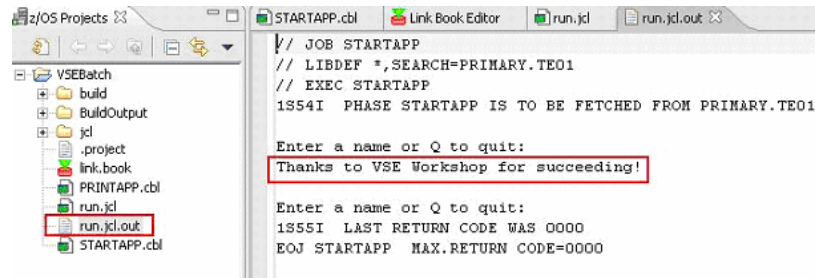 z/OS Projects
VSEBatch
build
BuildOutput
jcl
.project
link.book
PRINTAPP.cbl
run.jcl
run.jcl.out
STARTAPP.cbl
STARTAPP.cbl
Link Book Editor
run.jcl
run.jcl.out
// JOB STARTAPP
// LIBDEF *,SEARCH=PRIMARY.TE01
// EXEC STARTAPP
1S54I  PHASE STARTAPP IS TO BE FETCHED FROM PRIMARY.TE01
Enter a name or Q to quit:
Thanks to VSE Workshop for succeeding!
Enter a name or Q to quit:
1S55I  LAST RETURN CODE WAS 0000
EOJ STARTAPP  MAX.RETURN CODE=0000